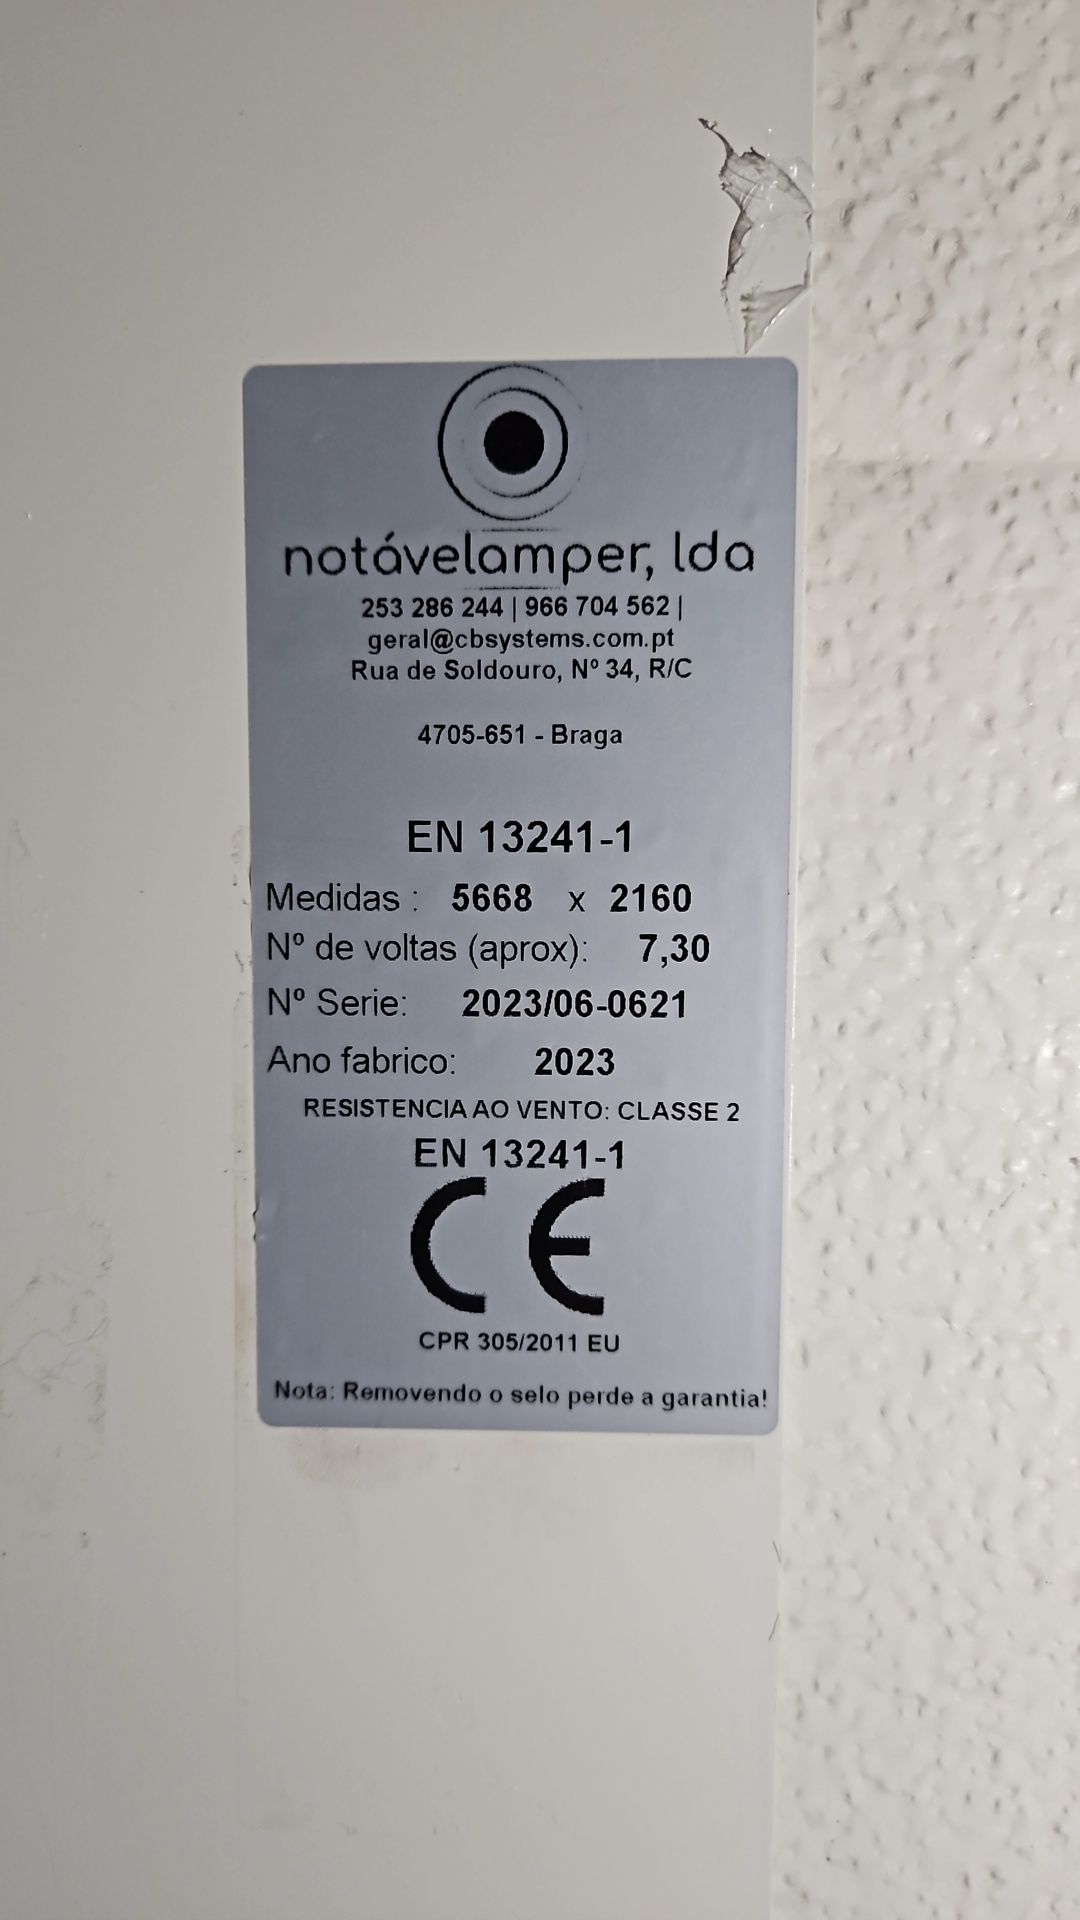 notávelamper, lda
253 286 244 | 966 704 562 |
geral@cbsystems.com.pt
Rua de Soldouro, Nº 34, R/C
4705-651 - Braga
EN 13241-1
Medidas : 5668 x 2160
Nº de voltas (aprox): 7,30
Nº Serie: 2023/06-0621
Ano fabrico: 2023
RESISTENCIA AO VENTO: CLASSE 2
EN 13241-1
CE
CPR 305/2011 EU
Nota: Removendo o selo perde a garantia!